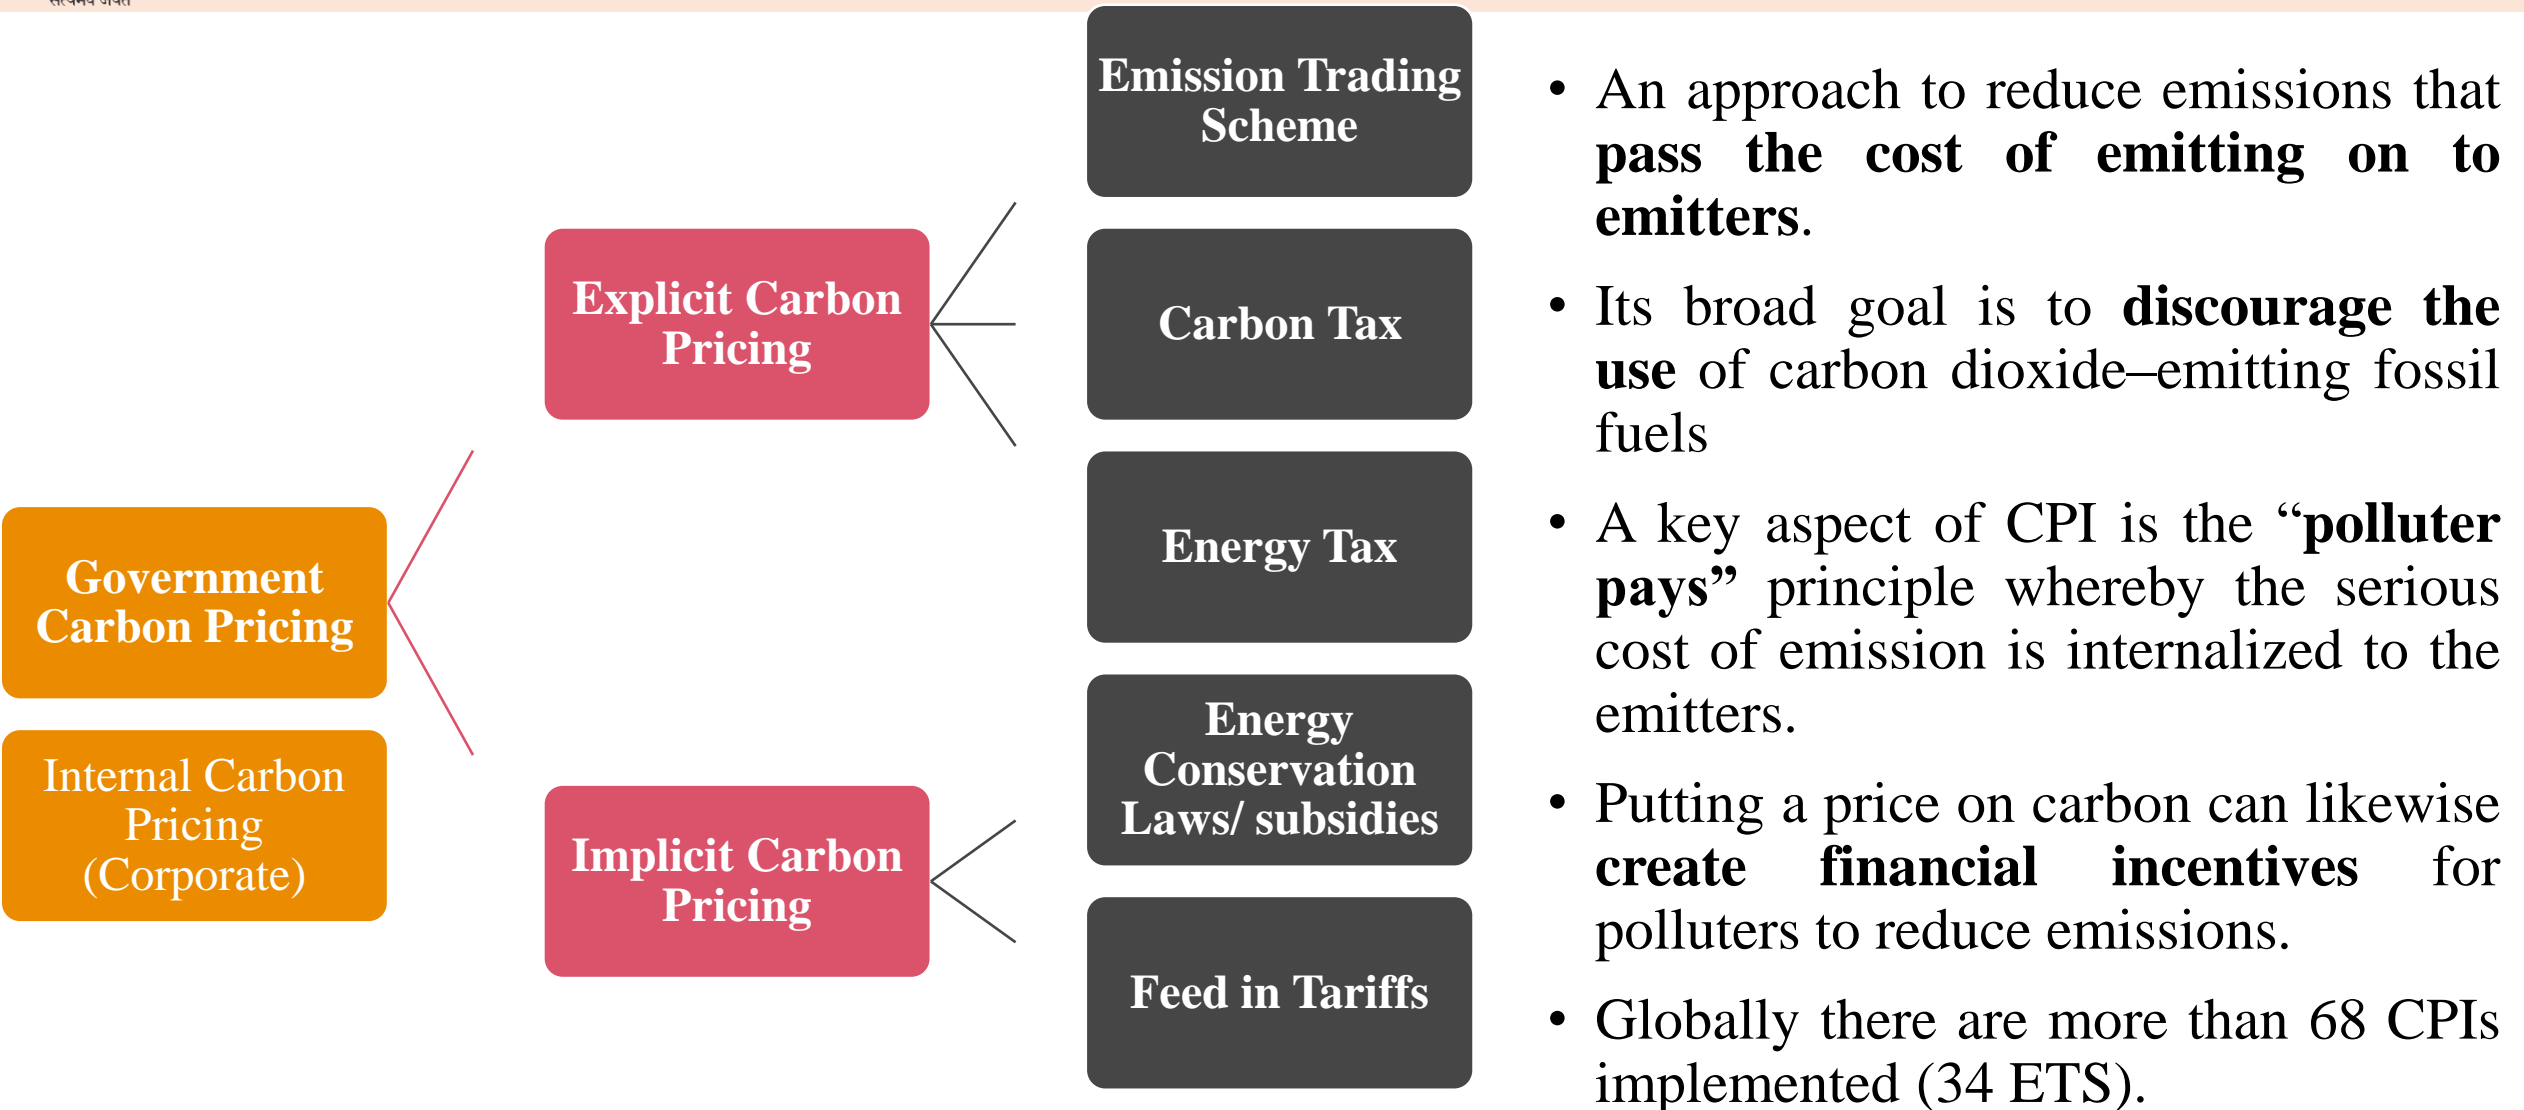 सत्यमेव जयते
Emission Trading
Scheme
Explicit Carbon
Pricing
Carbon Tax
Energy Tax
Government
Carbon Pricing
Internal Carbon
Pricing
(Corporate)
Energy
Conservation
Laws/ subsidies
Implicit Carbon
Pricing
Feed in Tariffs
• An approach to reduce emissions that
pass the cost of emitting on to
emitters.
• Its broad goal is to discourage the
use of carbon dioxide–emitting fossil
fuels
• A key aspect of CPI is the “polluter
pays” principle whereby the serious
cost of emission is internalized to the
emitters.
• Putting a price on carbon can likewise
create financial incentives for
polluters to reduce emissions.
• Globally there are more than 68 CPIs
implemented (34 ETS).